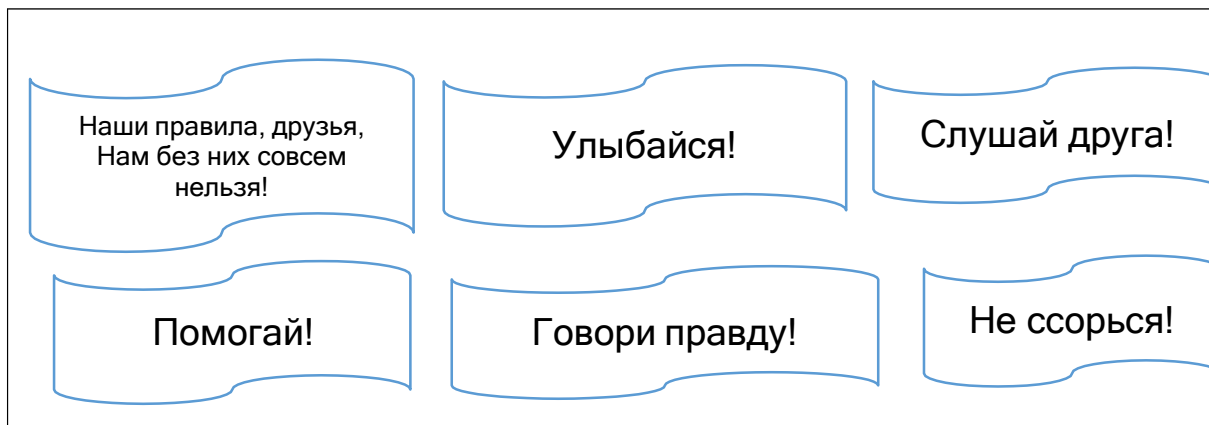 Наши правила, друзья,
Нам без них совсем
нельзя!
Улыбайся!
Слушай друга!
Помогай!
Говори правду!
Не ссорься!